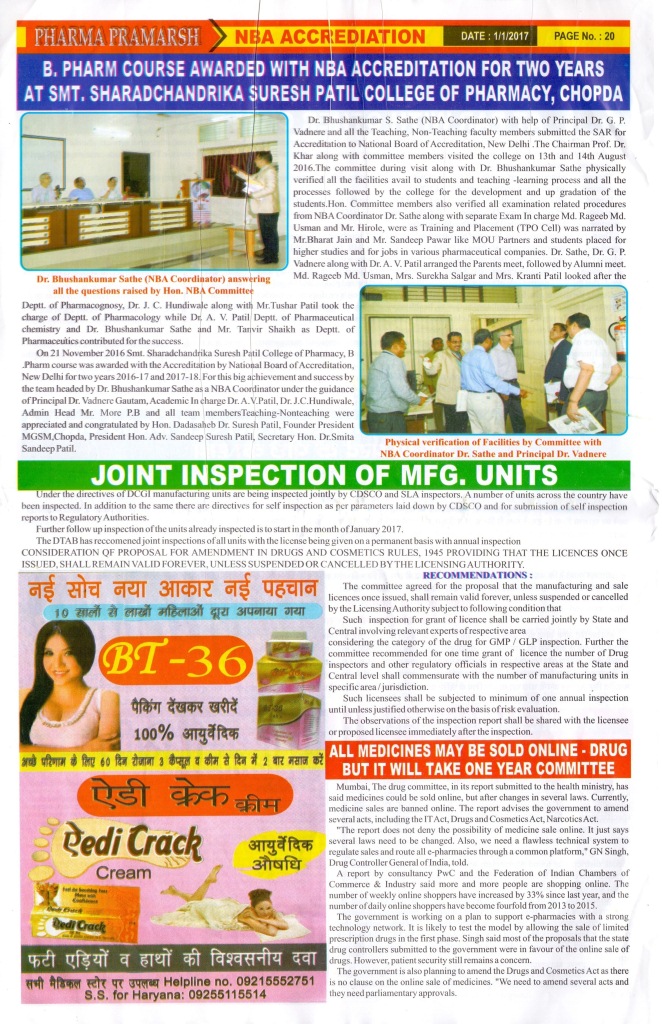 PHARMA PRAMARSH
NBA ACCREDIATION
DATE : 1/1/2017
PAGE No. : 20
B. PHARM COURSE AWARDED WITH NBA ACCREDITATION FOR TWO YEARS
AT SMT. SHARADCHANDRIKA SURESH PATIL COLLEGE OF PHARMACY, CHOPDA
Dr. Bhushankumar S. Sathe (NBA Coordinator) with help of Principal Dr. G. P.
Vadnere and all the Teaching, Non-Teaching faculty members submitted the SAR for
Accreditation to National Board of Accreditation, New Delhi .The Chairman Prof. Dr.
Khar along with committee members visited the college on 13th and 14th August
2016.The committee during visit along with Dr. Bhushankumar Sathe physically
verified all the facilities avail to students and teaching -learning process and all the
processes followed by the college for the development and up gradation of the
students.Hon. Committee members also verified all examination related procedures
from NBA Coordinator Dr. Sathe along with separate Exam In charge Md. Rageeb Md.
Usman and Mr. Hirole, were as Training and Placement (TPO Cell) was narrated by
Mr.Bharat Jain and Mr. Sandeep Pawar like MOU Partners and students placed for
higher studies and for jobs in various pharmaceutical companies. Dr. Sathe, Dr. G. P.
Vadnere along with Dr. A. V. Patil arranged the Parents meet, followed by Alumni meet.
Md. Rageeb Md. Usman, Mrs. Surekha Salgar and Mrs. Kranti Patil looked after the
Dr. Bhushankumar Sathe (NBA Coordinator) answering
all the questions raised by Hon. NBA Committee
Deptt. of Pharmacognosy, Dr. J. C. Hundiwale along with Mr.Tushar Patil took the
charge of Deptt. of Pharmacology while Dr. A. V. Patil Deptt. of Pharmaceutical
chemistry and Dr. Bhushankumar Sathe and Mr. Tanvir Shaikh as Deptt. of
Pharmaceutics contributed for the success.
On 21 November 2016 Smt. Sharadchandrika Suresh Patil College of Pharmacy, B
.Pharm course was awarded with the Accreditation by National Board of Accreditation,
New Delhi for two years 2016-17 and 2017-18. For this big achievement and success by
the team headed by Dr. Bhushankumar Sathe as a NBA Coordinator under the guidance
of Principal Dr. Vadnere Gautam, Academic In charge Dr. A.V.Patil, Dr. J.C.Hundiwale,
Admin Head Mr. More P.B and all team membersTeaching-Nonteaching were
appreciated and congratulated by Hon. Dadasaheb Dr. Suresh Patil, Founder President
MGSM,Chopda, President Hon. Adv. Sandeep Suresh Patil, Secretary Hon. Dr.Smita
Sandeep Patil.
Physical verification of Facilities by Committee with
NBA Coordinator Dr. Sathe and Principal Dr. Vadnere
JOINT INSPECTION OF MFG. UNITS
Under the directives of DCGI manufacturing units are being inspected jointly by CDSCO and SLA inspectors. A number of units across the country have
been inspected. In addition to the same there are directives for self inspection as per parameters laid down by CDSCO and for submission of self inspection
reports to Regulatory Authorities.
Further follow up inspection of the units already inspected is to start in the month of January 2017.
The DTAB has reccomened joint inspections of all units with the license being given on a permanent basis with annual inspection
CONSIDERATION QF PROPOSAL FOR AMENDMENT IN DRUGS AND COSMETICS RULES, 1945 PROVIDING THAT THE LICENCES ONCE
ISSUED, SHALL REMAIN VALID FOREVER, UNLESS SUSPENDED OR CANCELLED BY THE LICENSING AUTHORITY.
RECOMMENDATIONS :
The committee agreed for the proposal that the manufacturing and sale
licences once issued, shall remain valid forever, unless suspended or cancelled
by the Licensing Authority subject to following condition that
Such inspection for grant of licence shall be carried jointly by State and
Central involving relevant experts of respective area
considering the category of the drug for GMP / GLP inspection. Further the
committee recommended for one time grant of licence the number of Drug
inspectors and other regulatory officials in respective areas at the State and
Central level shall commensurate with the number of manufacturing units in
specific area / jurisdiction.
Such licensees shall be subjected to minimum of one annual inspection
until unless justified otherwise on the basis of risk evaluation.
The observations of the inspection report shall be shared with the licensee
or proposed licensee immediately after the inspection.
नई सोच नया आकार नई पहचान
10 सालों से लाखों महिलाओं द्वारा अपनाया गया
BT-36
पैकिंग देखकर खरीदें
100% आयुर्वेदिक
अच्छे परिणाम के लिए 60 दिन रोजाना 3 कैप्सूल व क्रीम से दिन में 2 बार मसाज करें
ऐडी क्रेक क्रीम
Aedi Crack
Cream
आयुर्वेदिक
औषधि
Aedi Crack
फटी एड़ियों व हाथों की विश्वसनीय दवा
सभी मैडिकल स्टोर पर उपलब्ध Helpline no. 09215552751
S.S. for Haryana: 09255115514
ALL MEDICINES MAY BE SOLD ONLINE - DRUG
BUT IT WILL TAKE ONE YEAR COMMITTEE
Mumbai, The drug committee, in its report submitted to the health ministry, has
said medicines could be sold online, but after changes in several laws. Currently,
medicine sales are banned online. The report advises the government to amend
several acts, including the IT Act, Drugs and Cosmetics Act, Narcotics Act.
"The report does not deny the possibility of medicine sale online. It just says
several laws need to be changed. Also, we need a flawless technical system to
regulate sales and route all e-pharmacies through a common platform," GN Singh,
Drug Controller General of India, told.
A report by consultancy PwC and the Federation of Indian Chambers of
Commerce & Industry said more and more people are shopping online. The
number of weekly online shoppers have increased by 33% since last year, and the
number of daily online shoppers have become fourfold from 2013 to 2015.
The government is working on a plan to support e-pharmacies with a strong
technology network. It is likely to test the model by allowing the sale of limited
prescription drugs in the first phase. Singh said most of the proposals that the state
drug controllers submitted to the government were in favour of the online sale of
drugs. However, patient security still remains a concern.
The government is also planning to amend the Drugs and Cosmetics Act as there
is no clause on the online sale of medicines. "We need to amend several acts and
they need parliamentary approvals.